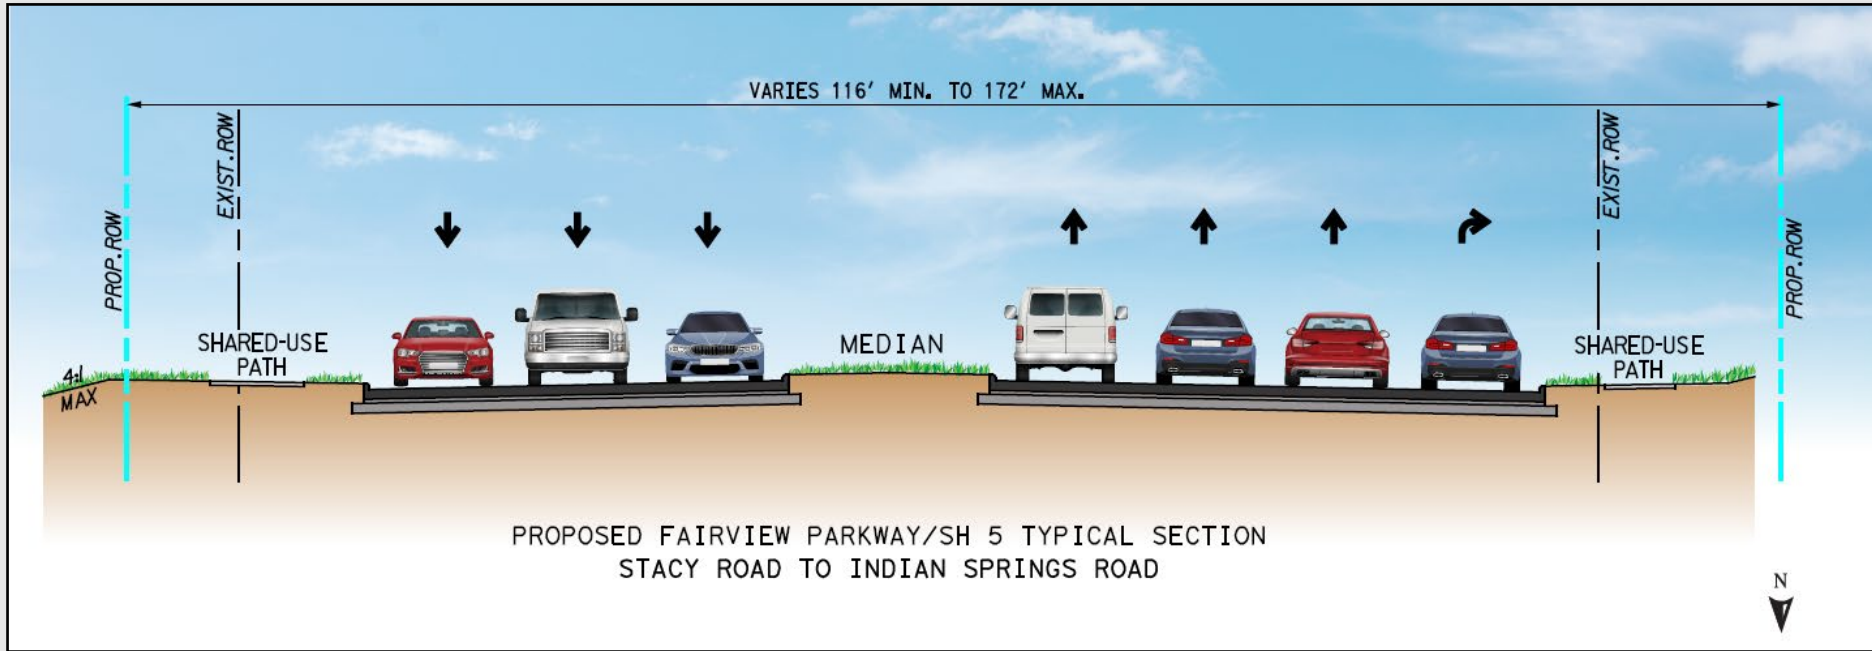 VARIES 116' MIN. TO 172' MAX.
PROP.ROW
EXIST.ROW
EXIST.ROW
PROP.ROW
SHARED-USE
PATH
MEDIAN
SHARED-USE
PATH
4:1
MAX
PROPOSED FAIRVIEW PARKWAY/SH 5 TYPICAL SECTION
STACY ROAD TO INDIAN SPRINGS ROAD
N